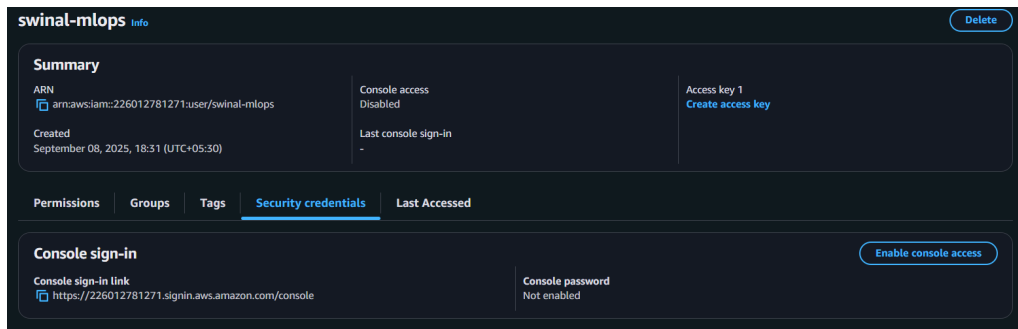 swinal-mlops Info
Delete
Summary
ARN
arn:aws:iam::226012781271:user/swinal-mlops
Created
September 08, 2025, 18:31 (UTC+05:30)
Console access
Disabled
Last console sign-in
-
Access key 1
Create access key
Permissions Groups Tags Security credentials Last Accessed
Console sign-in
Enable console access
Console sign-in link
https://226012781271.signin.aws.amazon.com/console
Console password
Not enabled